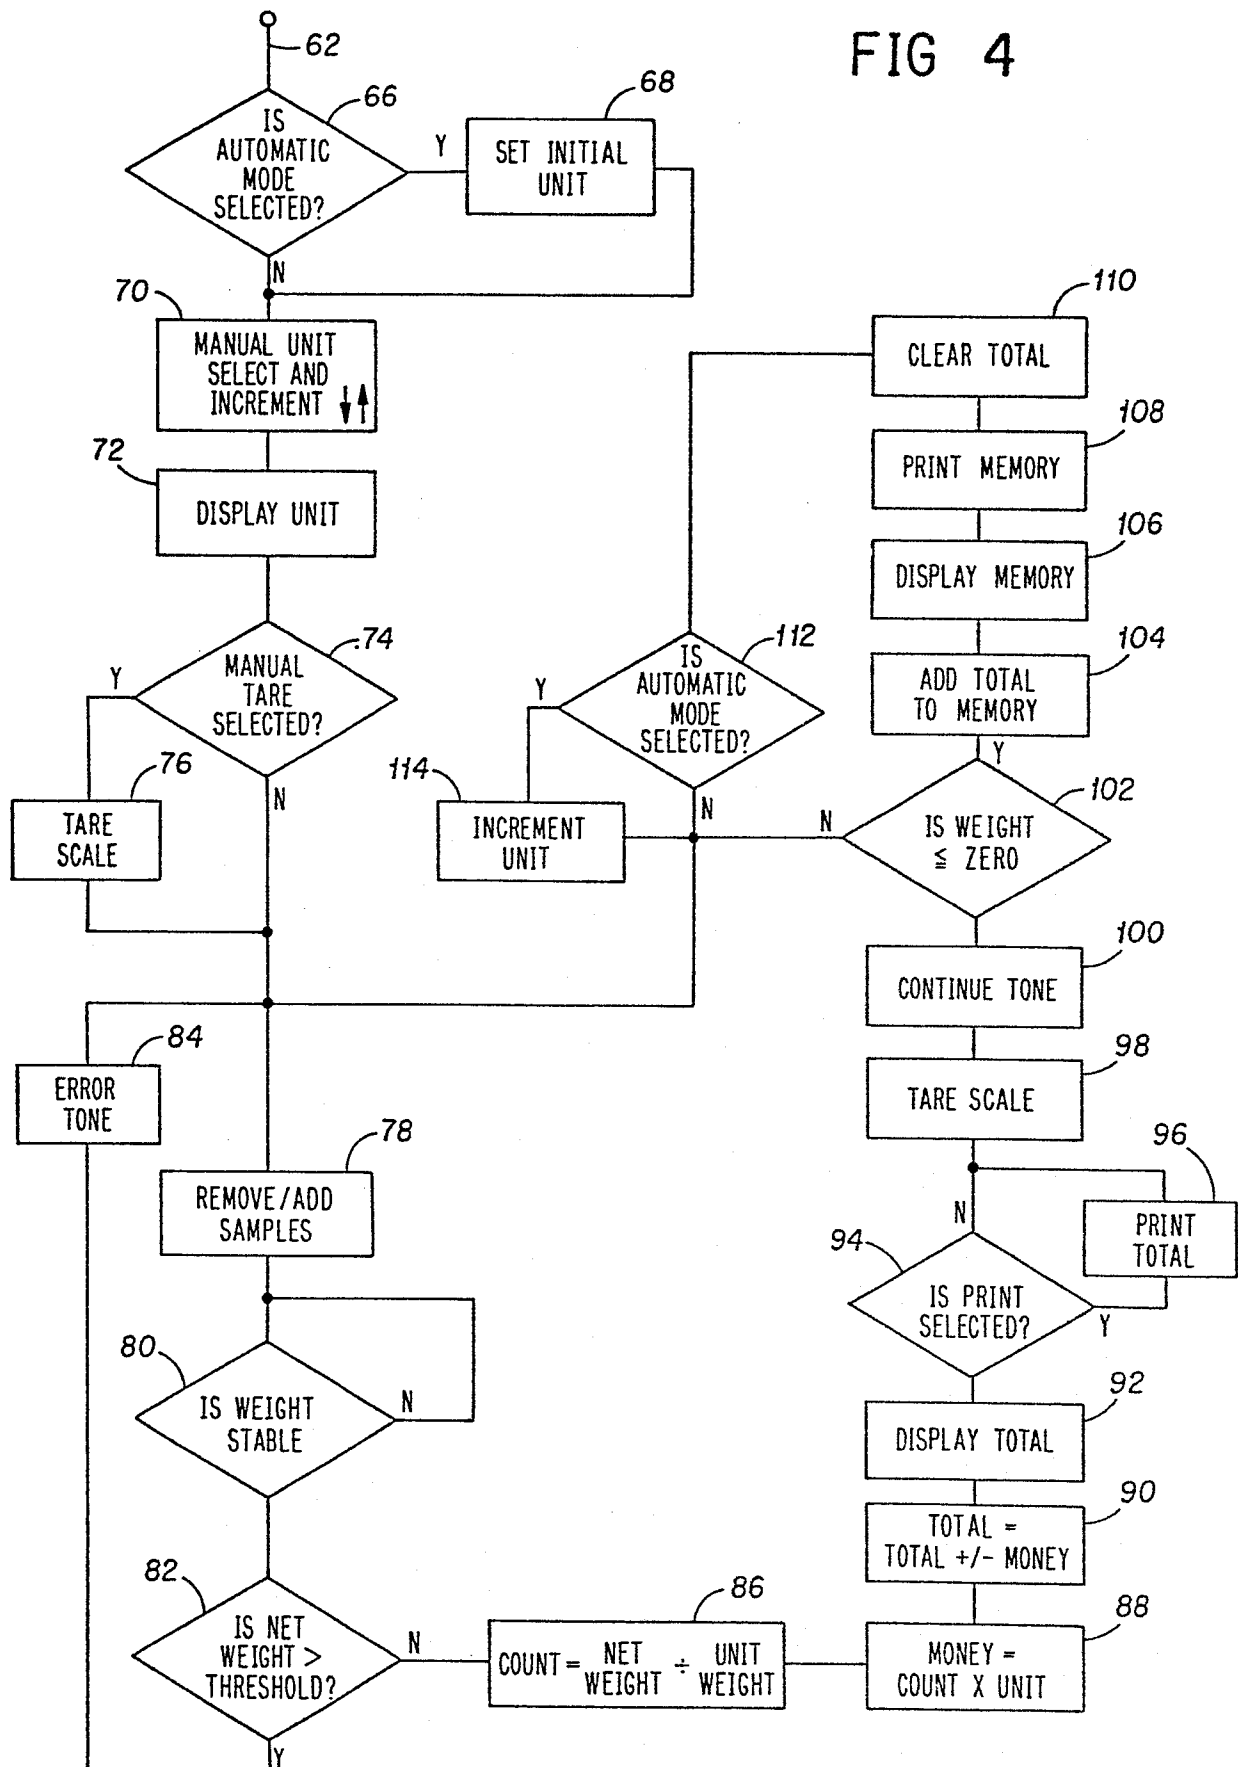 FIG 4
62
66
IS
AUTOMATIC
MODE
SELECTED?
Y
N
68
SET INITIAL
UNIT
70
MANUAL UNIT
SELECT AND
INCREMENT ↓↑
72
DISPLAY UNIT
.74
MANUAL
TARE
SELECTED?
Y
N
76
TARE
SCALE
84
ERROR
TONE
78
REMOVE/ADD
SAMPLES
80
IS WEIGHT
STABLE
N
82
IS NET
WEIGHT >
THRESHOLD?
N
Y
86
COUNT = NET WEIGHT ÷ UNIT WEIGHT
88
MONEY =
COUNT X UNIT
90
TOTAL =
TOTAL +/- MONEY
92
DISPLAY TOTAL
94
IS PRINT
SELECTED?
N
Y
96
PRINT
TOTAL
98
TARE SCALE
100
CONTINUE TONE
102
IS WEIGHT
≦ ZERO
N
Y
104
ADD TOTAL
TO MEMORY
106
DISPLAY MEMORY
108
PRINT MEMORY
110
CLEAR TOTAL
112
IS
AUTOMATIC
MODE
SELECTED?
Y
N
114
INCREMENT
UNIT